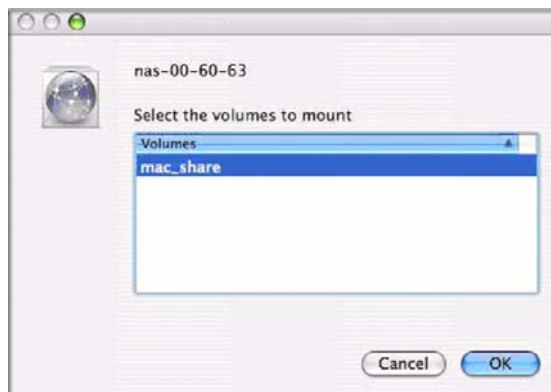 nas-00-60-63
Select the volumes to mount
Volumes
mac_share
Cancel OK